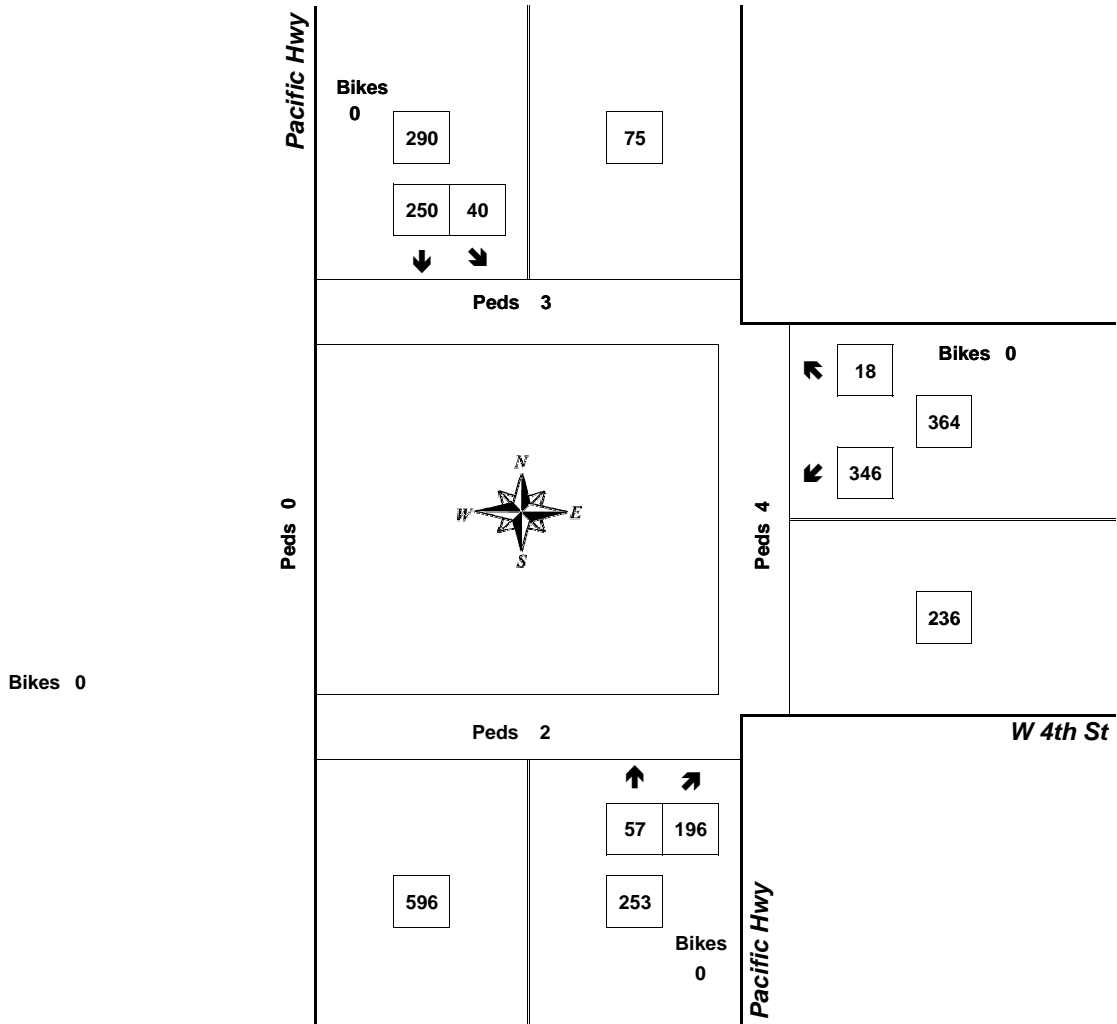 Pacific Hwy
Bikes
0
290
75
250 40
Peds 3
18
Bikes 0
364
346
N
W E
S
Peds 0
Peds 4
236
Bikes 0
Peds 2
W 4th St
57 196
596
253
Bikes
0
Pacific Hwy